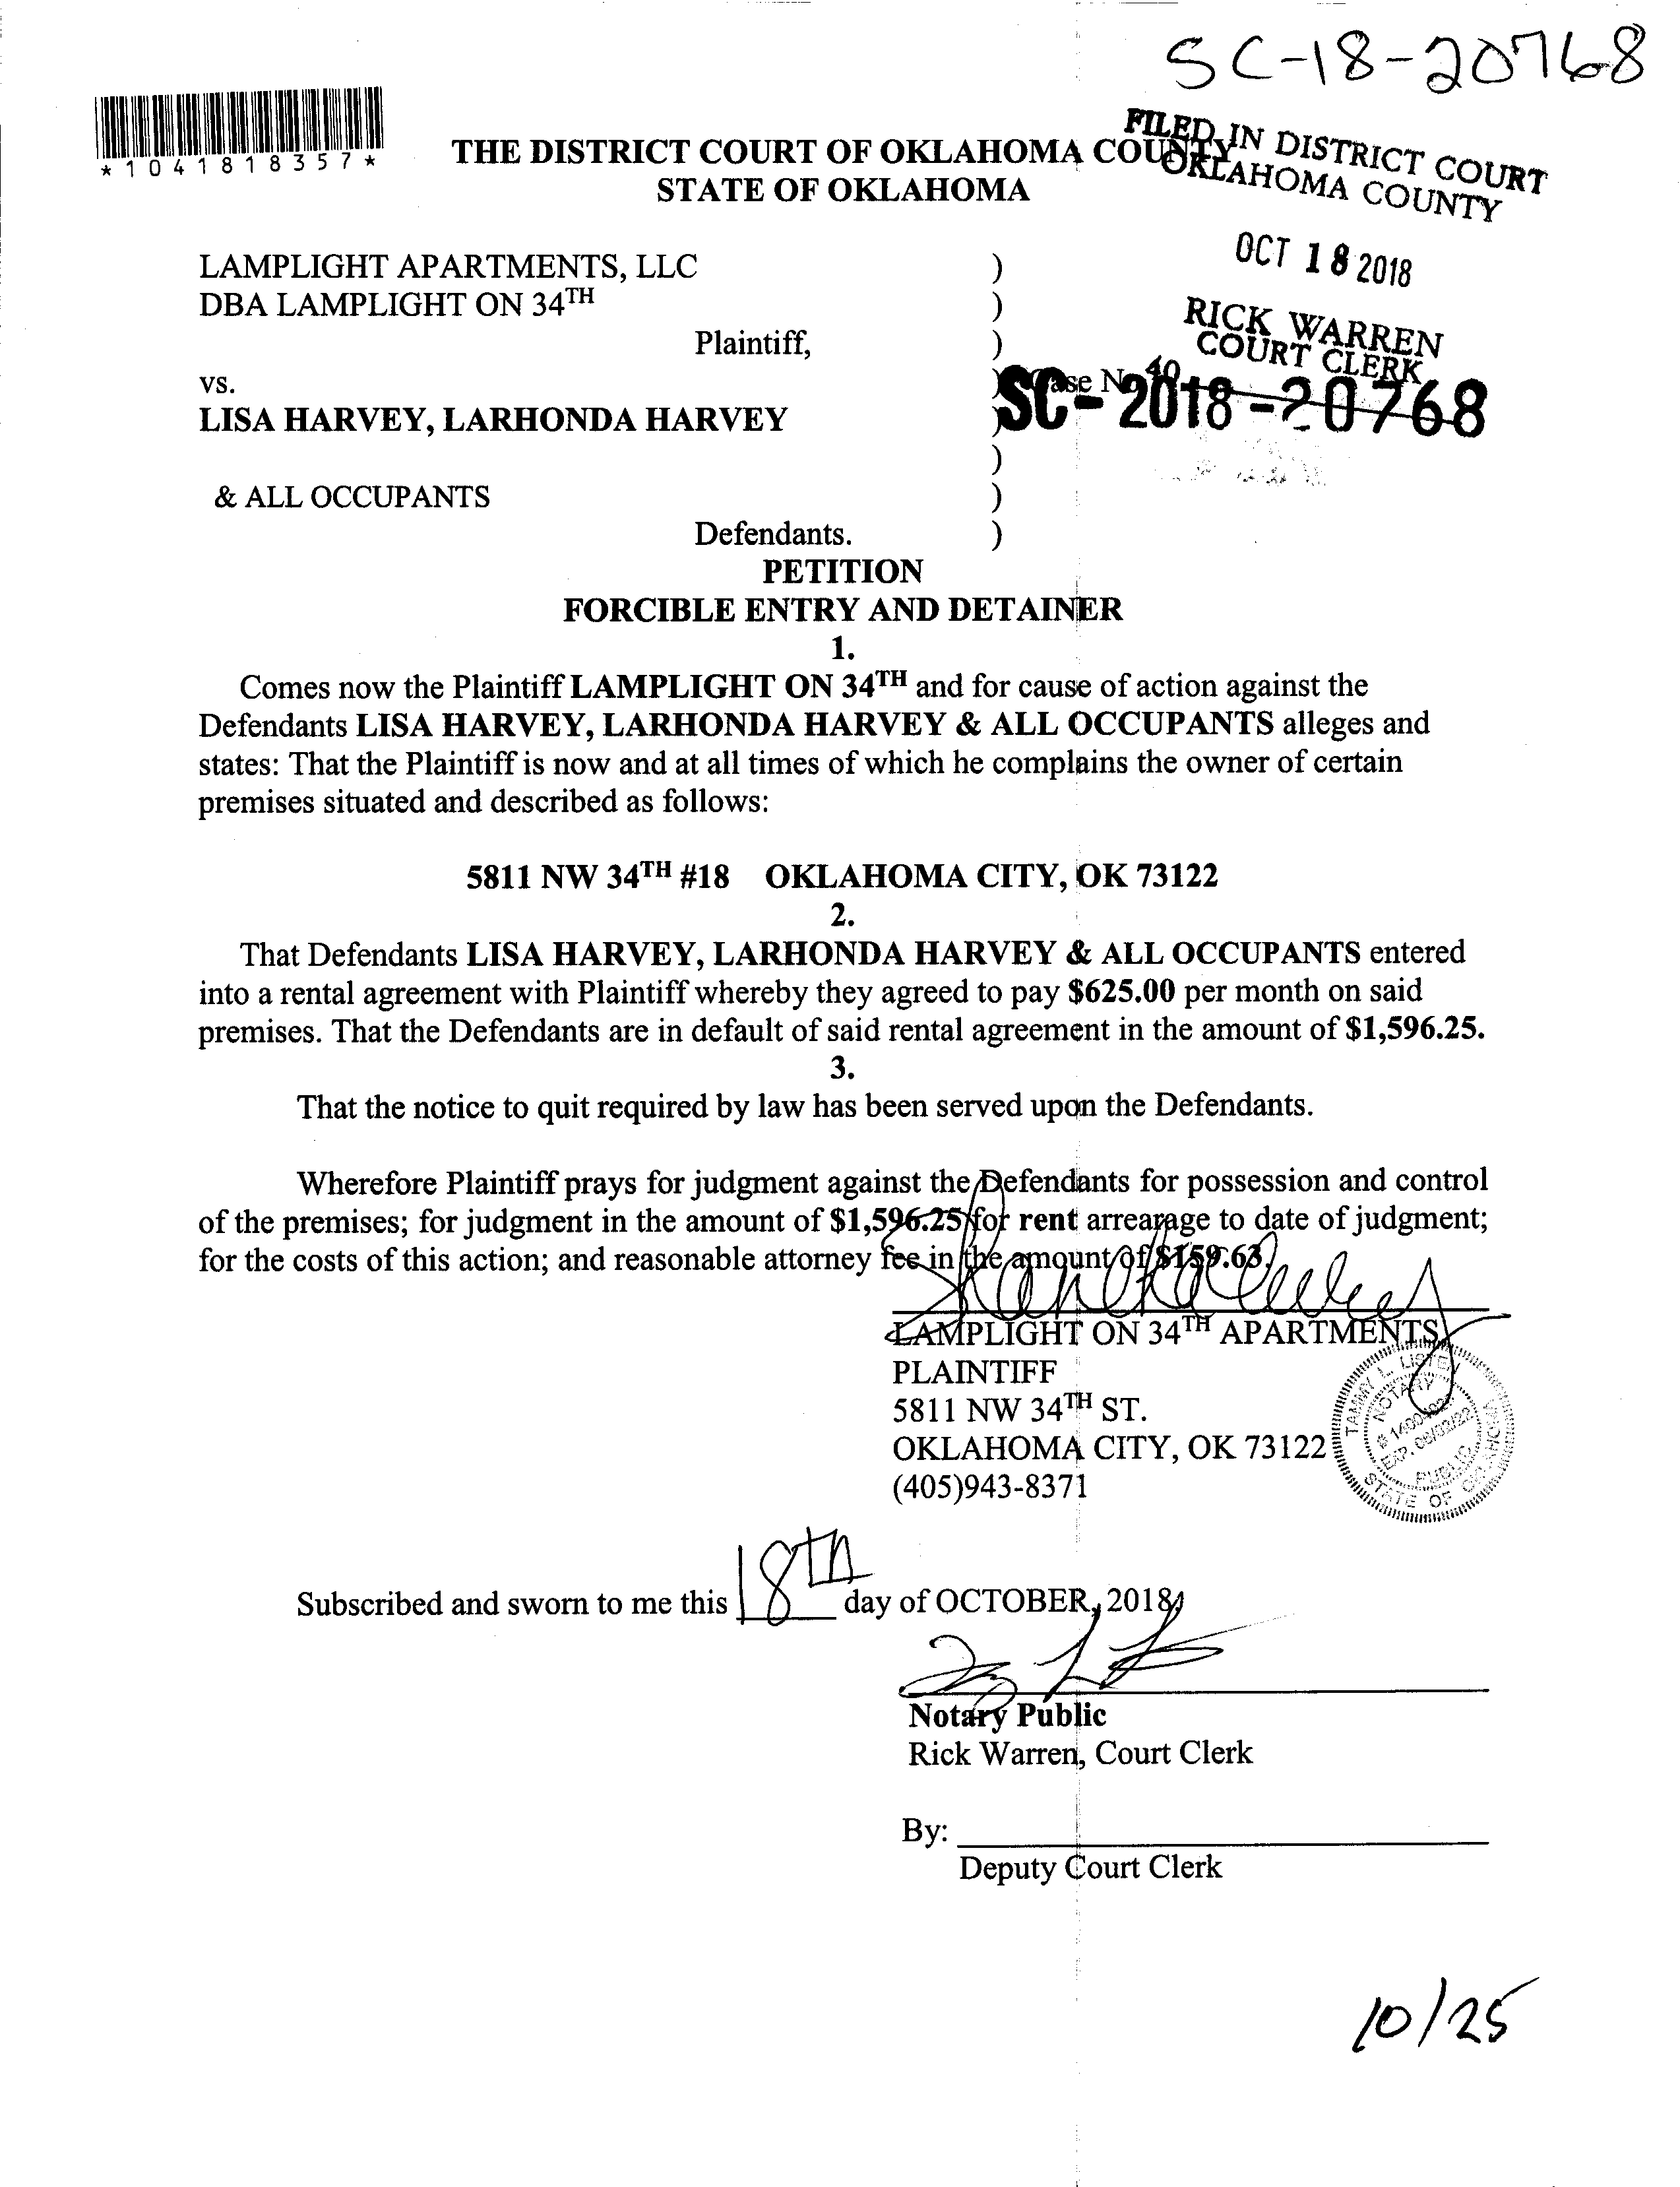 SC-18-20768
*1041818357*
FILED IN DISTRICT COURT
OKLAHOMA COUNTY
THE DISTRICT COURT OF OKLAHOMA COUNTY
STATE OF OKLAHOMA
OCT 18 2018
RICK WARREN
COURT CLERK
40
LAMPLIGHT APARTMENTS, LLC )
DBA LAMPLIGHT ON 34TH )
Plaintiff, )
vs. ) Case No.
SC-2018-20768
LISA HARVEY, LARHONDA HARVEY )
)
& ALL OCCUPANTS )
Defendants. )
PETITION
FORCIBLE ENTRY AND DETAINER
1.
Comes now the Plaintiff LAMPLIGHT ON 34TH and for cause of action against the
Defendants LISA HARVEY, LARHONDA HARVEY & ALL OCCUPANTS alleges and
states: That the Plaintiff is now and at all times of which he complains the owner of certain
premises situated and described as follows:
5811 NW 34TH #18 OKLAHOMA CITY, OK 73122
2.
That Defendants LISA HARVEY, LARHONDA HARVEY & ALL OCCUPANTS entered
into a rental agreement with Plaintiff whereby they agreed to pay $625.00 per month on said
premises. That the Defendants are in default of said rental agreement in the amount of $1,596.25.
3.
That the notice to quit required by law has been served upon the Defendants.
Wherefore Plaintiff prays for judgment against the Defendants for possession and control
of the premises; for judgment in the amount of $1,596.25 for rent arrearage to date of judgment;
for the costs of this action; and reasonable attorney fee in the amount of $159.63.
LAMPLIGHT ON 34TH APARTMENTS
PLAINTIFF
5811 NW 34TH ST.
OKLAHOMA CITY, OK 73122
(405)943-8371
TAMMY L. LISTEN
NOTARY
EXP. 05/02/22
PUBLIC
STATE OF OKLAHOMA
Subscribed and sworn to me this 18th day of OCTOBER, 2018.
Notary Public
Rick Warren, Court Clerk
By:
Deputy Court Clerk
10/25